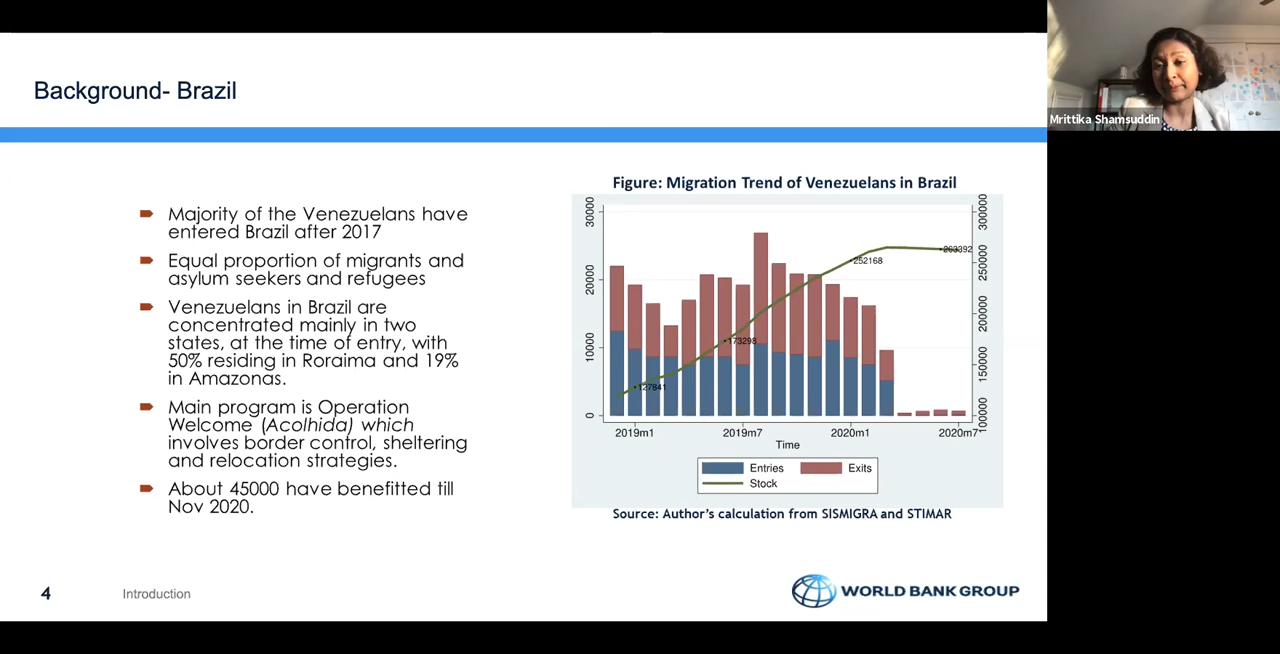 Background- Brazil
Mrittika Shamsuddin
Majority of the Venezuelans have
entered Brazil after 2017
Equal proportion of migrants and
asylum seekers and refugees
Venezuelans in Brazil are
concentrated mainly in two
states, at the time of entry, with
50% residing in Roraima and 19%
in Amazonas.
Main program is Operation
Welcome (Acolhida) which
involves border control, sheltering
and relocation strategies.
About 45000 have benefitted till
Nov 2020.
Figure: Migration Trend of Venezuelans in Brazil
30000
20000
10000
0
300000
250000
200000
150000
100000
127841
173298
252168
263392
2019m1
2019m7
2020m1
2020m7
Time
Entries
Exits
Stock
Source: Author's calculation from SISMIGRA and STIMAR
4
Introduction
WORLD BANK GROUP